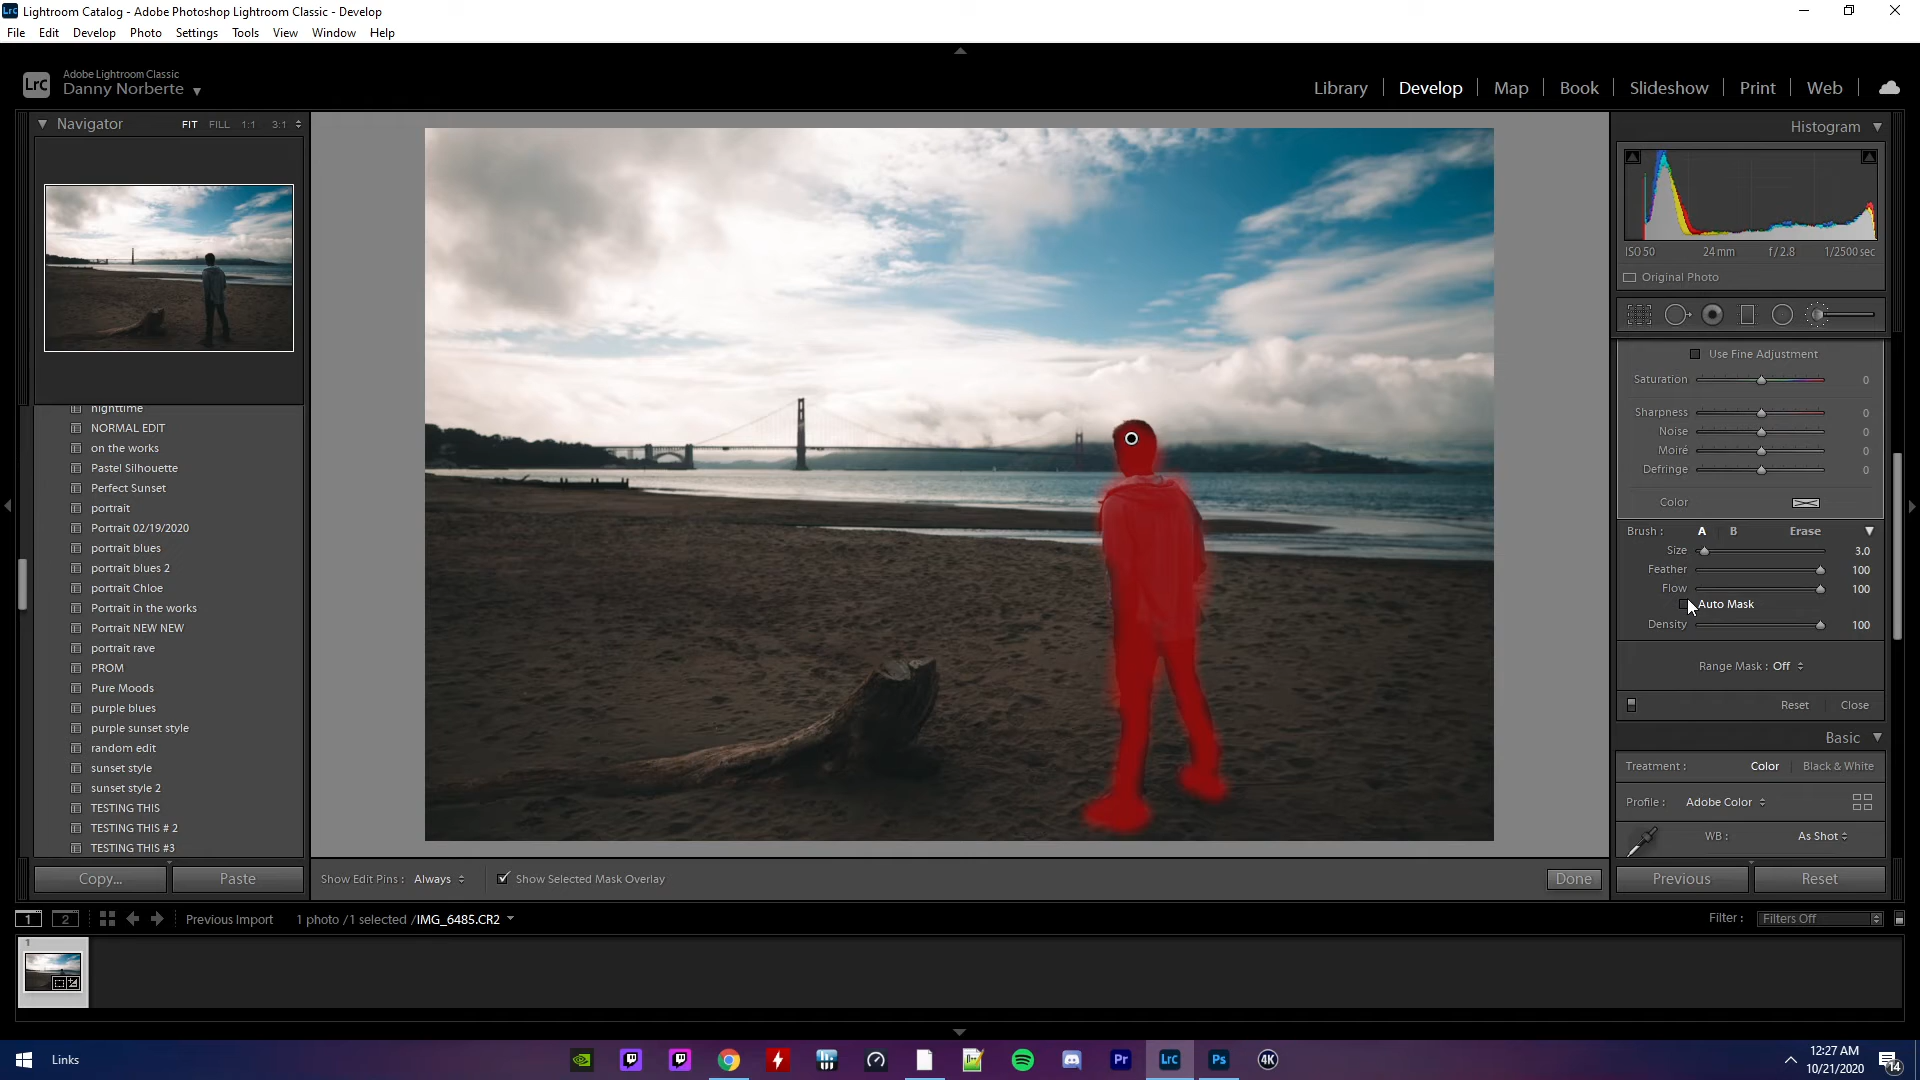 LrC Lightroom Catalog - Adobe Photoshop Lightroom Classic - Develop
File Edit Develop Photo Settings Tools View Window Help
LrC
Adobe Lightroom Classic
Danny Norberte
Library Develop Map Book Slideshow Print Web
Navigator FIT FILL 1:1 3:1
Histogram
ISO 50 24 mm f / 2.8 1/2500 sec
Original Photo
Use Fine Adjustment
Saturation 0
Sharpness 0
Noise 0
Moiré 0
Defringe 0
Color
Brush : A B Erase
Size 3.0
Feather 100
Flow 100
Auto Mask
Density 100
Range Mask : Off
Reset Close
Basic
Treatment : Color Black & White
Profile : Adobe Color
WB : As Shot
Previous Reset
nighttime
NORMAL EDIT
on the works
Pastel Silhouette
Perfect Sunset
portrait
Portrait 02/19/2020
portrait blues
portrait blues 2
portrait Chloe
Portrait in the works
Portrait NEW NEW
portrait rave
PROM
Pure Moods
purple blues
purple sunset style
random edit
sunset style
sunset style 2
TESTING THIS
TESTING THIS # 2
TESTING THIS #3
Copy... Paste
Show Edit Pins : Always Show Selected Mask Overlay Done
1 2 Previous Import 1 photo / 1 selected / IMG_6485.CR2 Filter : Filters Off
1
Links Pr LrC Ps 4K
12:27 AM
10/21/2020
14